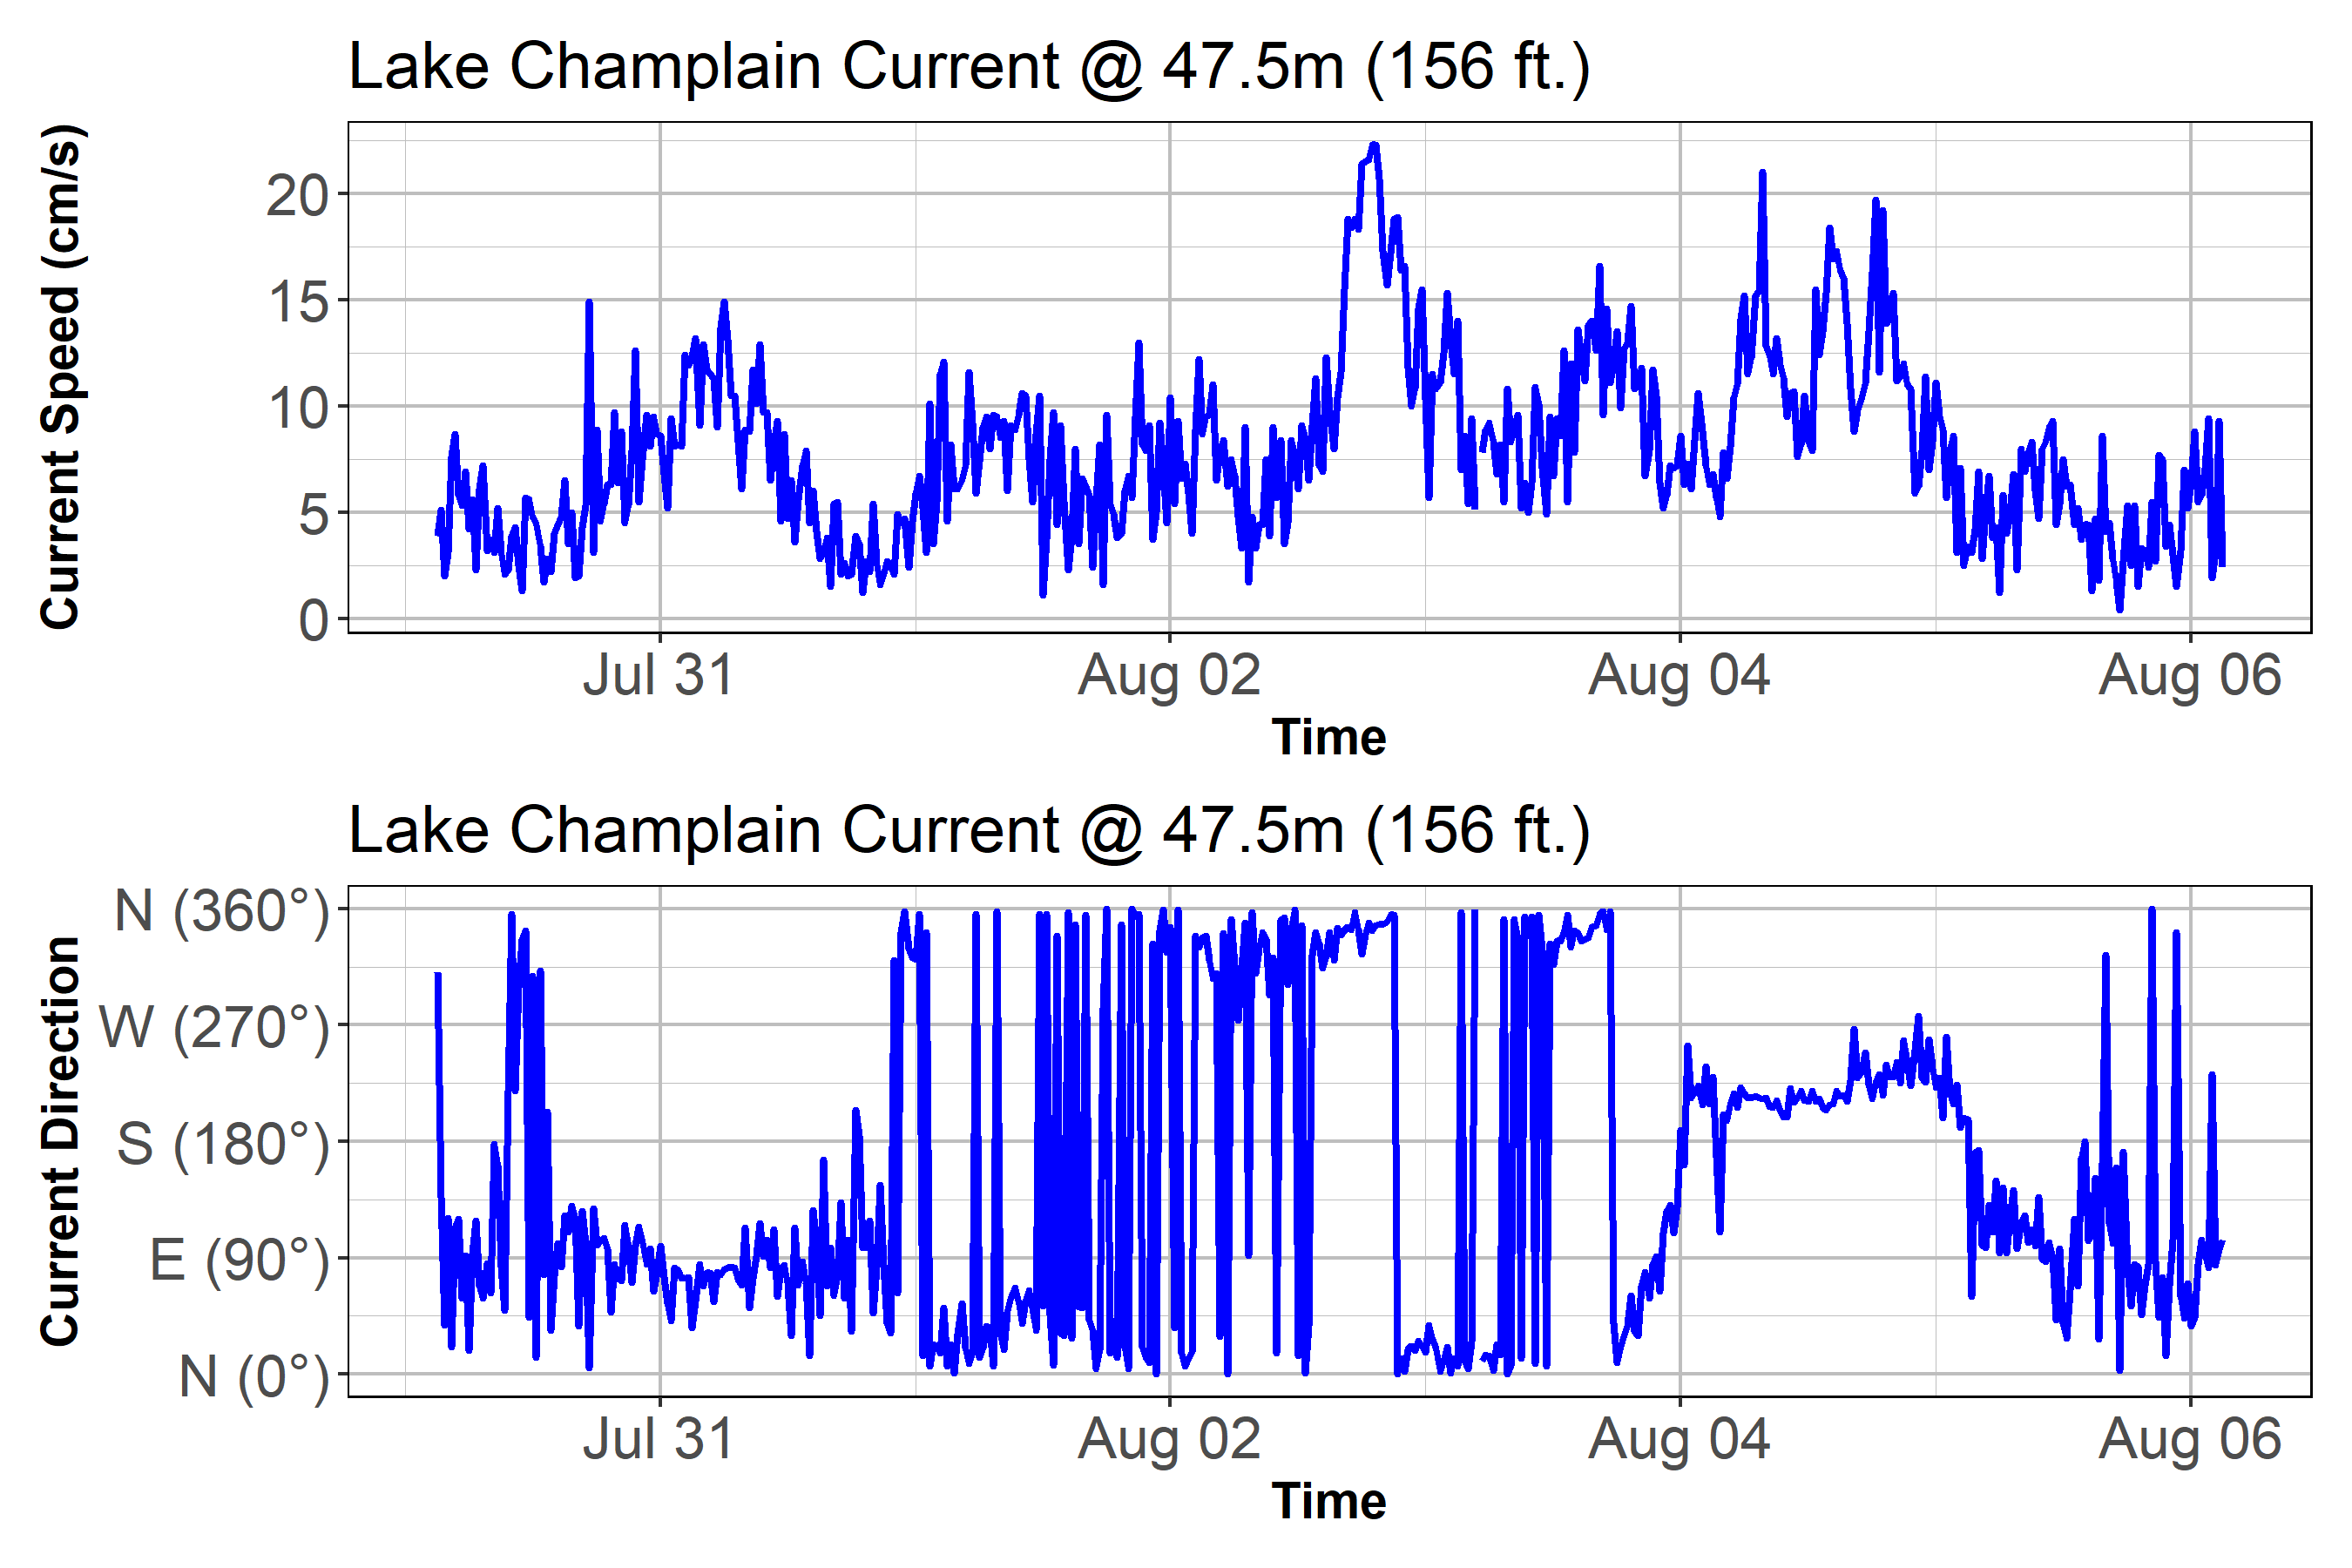 Lake Champlain Current @ 47.5m (156 ft.)
Current Speed (cm/s)
20
15
10
5
0
Jul 31 Aug 02 Aug 04 Aug 06
Time
Lake Champlain Current @ 47.5m (156 ft.)
Current Direction
N (360°)
W (270°)
S (180°)
E (90°)
N (0°)
Jul 31 Aug 02 Aug 04 Aug 06
Time